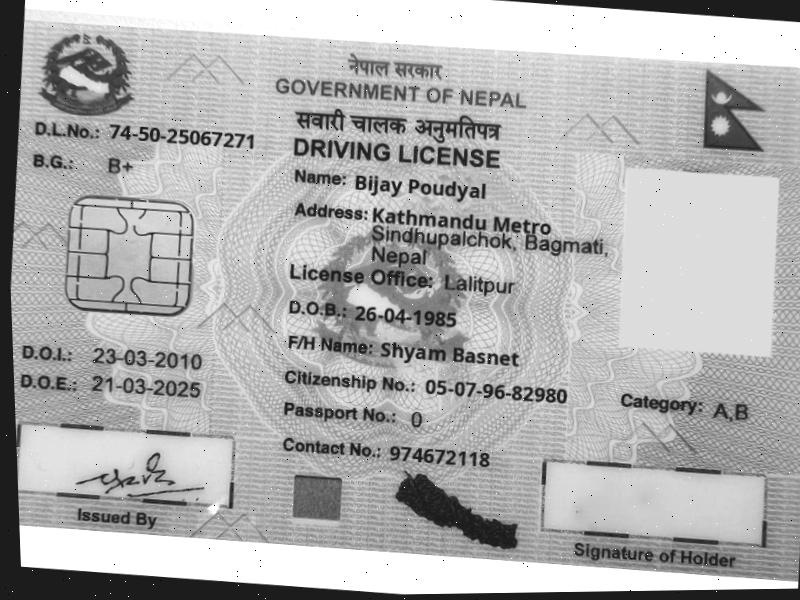 नेपाल सरकार
GOVERNMENT OF NEPAL
सवारी चालक अनुमतिपत्र
DRIVING LICENSE
D.L.No.: 74-50-25067271
B.G.: B+
Name: Bijay Poudyal
Address: Kathmandu Metro
Sindhupalchok, Bagmati,
Nepal
License Office: Lalitpur
D.O.B.: 26-04-1985
F/H Name: Shyam Basnet
D.O.I.: 23-03-2010
D.O.E.: 21-03-2025
Citizenship No.: 05-07-96-82980
Passport No.: 0
Contact No.: 974672118
Category: A,B
Issued By
Signature of Holder